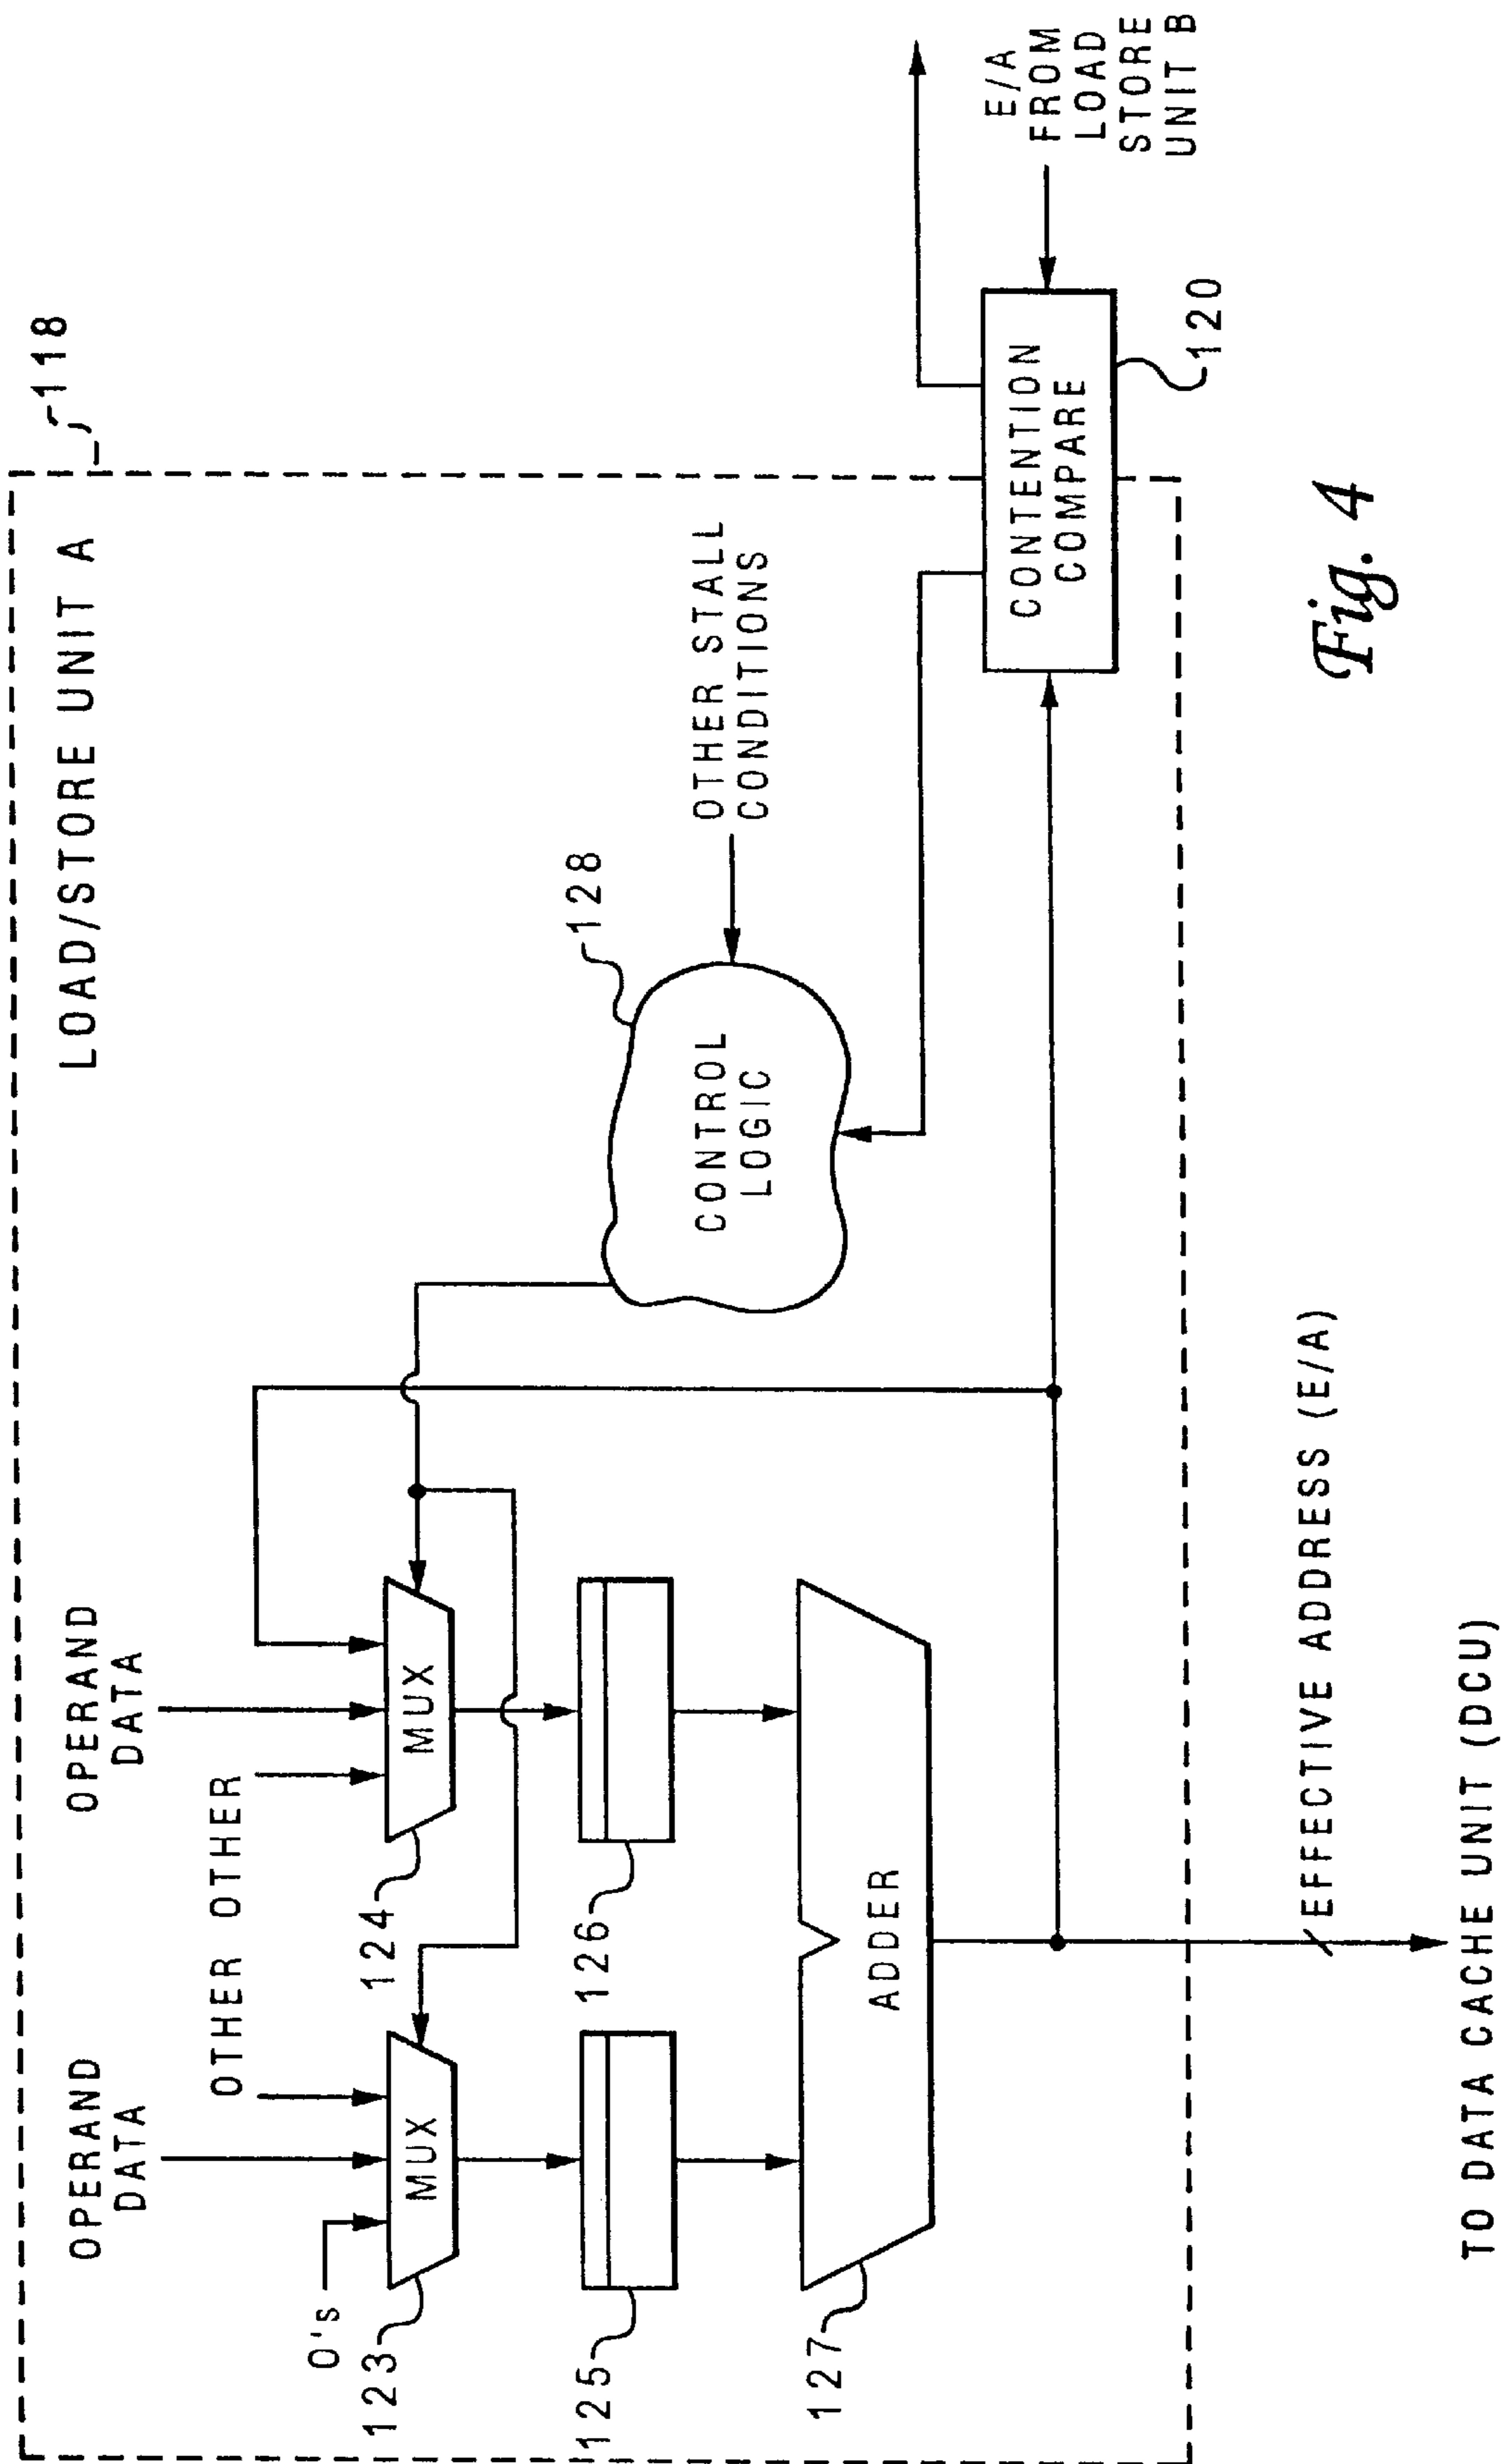 LOAD/STORE UNIT A
118
OPERAND
DATA
OPERAND
DATA
OTHER OTHER
O's
123
MUX
124
MUX
125
126
127
ADDER
128
CONTROL
LOGIC
OTHER STALL
CONDITIONS
CONTENTION
COMPARE
120
E/A
FROM
LOAD
STORE
UNIT B
EFFECTIVE ADDRESS (E/A)
TO DATA CACHE UNIT (DCU)
Fig. 4